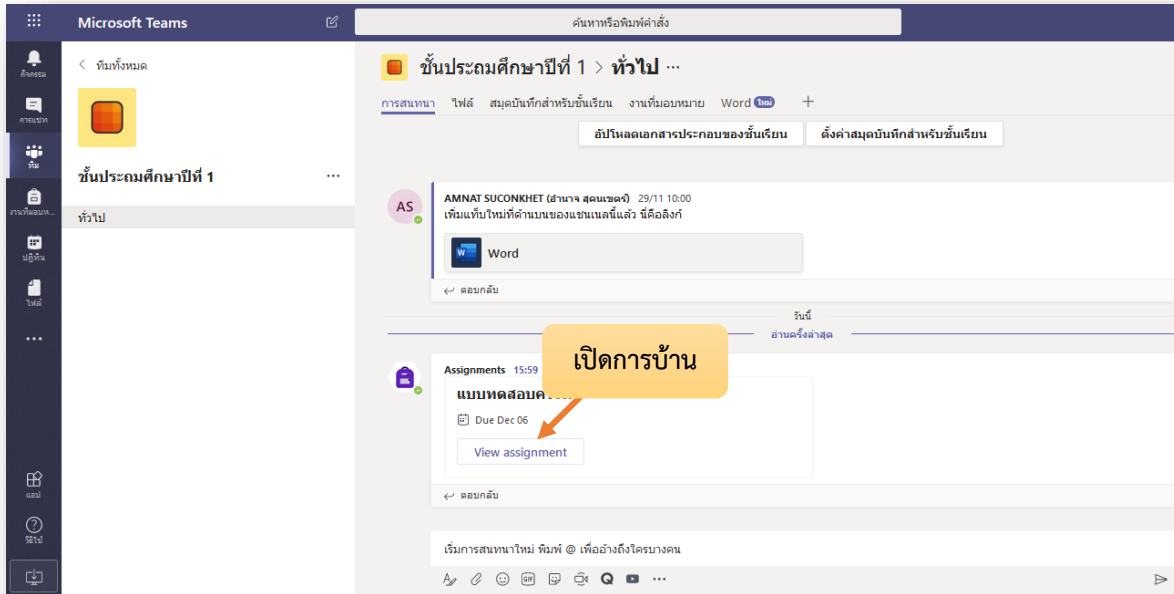 Microsoft Teams
ค้นหาหรือพิมพ์คำสั่ง
กิจกรรม
การแชท
ทีม
งานที่มอบห...
ปฏิทิน
ไฟล์
แอป
วิธีใช้
ทีมทั้งหมด
ชั้นประถมศึกษาปีที่ 1
ทั่วไป
ชั้นประถมศึกษาปีที่ 1 > ทั่วไป ...
การสนทนา ไฟล์ สมุดบันทึกสำหรับชั้นเรียน งานที่มอบหมาย Word ใหม่ +
อัปโหลดเอกสารประกอบของชั้นเรียน ตั้งค่าสมุดบันทึกสำหรับชั้นเรียน
AS
AMNAT SUCONKHET (อำนาจ สุคนเขตร์) 29/11 10:00
เพิ่มแท็บใหม่ที่ด้านบนของแชนเนลนี้แล้ว นี่คือลิงก์
W Word
ตอบกลับ
วันนี้
อ่านครั้งล่าสุด
เปิดการบ้าน
Assignments 15:59
Due Dec 06
View assignment
ตอบกลับ
เริ่มการสนทนาใหม่ พิมพ์ @ เพื่ออ้างถึงใครบางคน
GIF